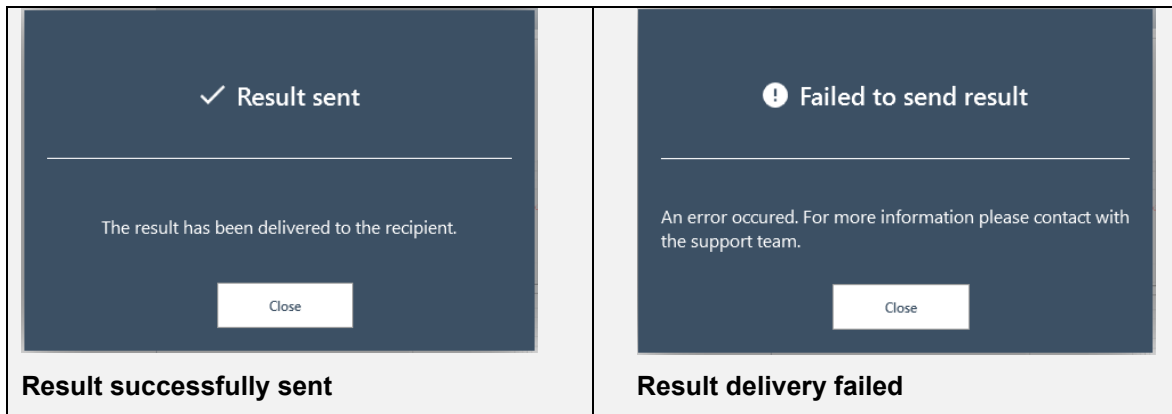 Result sent
The result has been delivered to the recipient.
Close
Result successfully sent
Failed to send result
An error occured. For more information please contact with
the support team.
Close
Result delivery failed